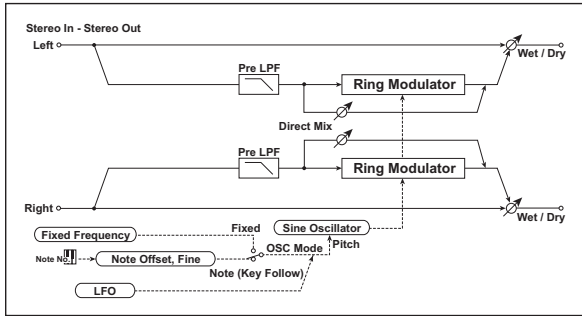 Stereo In - Stereo Out
Left
Wet / Dry
Pre LPF
Ring Modulator
Direct Mix
Pre LPF
Ring Modulator
Right
Wet / Dry
Fixed Frequency
Fixed
Sine Oscillator
OSC Mode
Pitch
Note No.
Note Offset, Fine
Note (Key Follow)
LFO